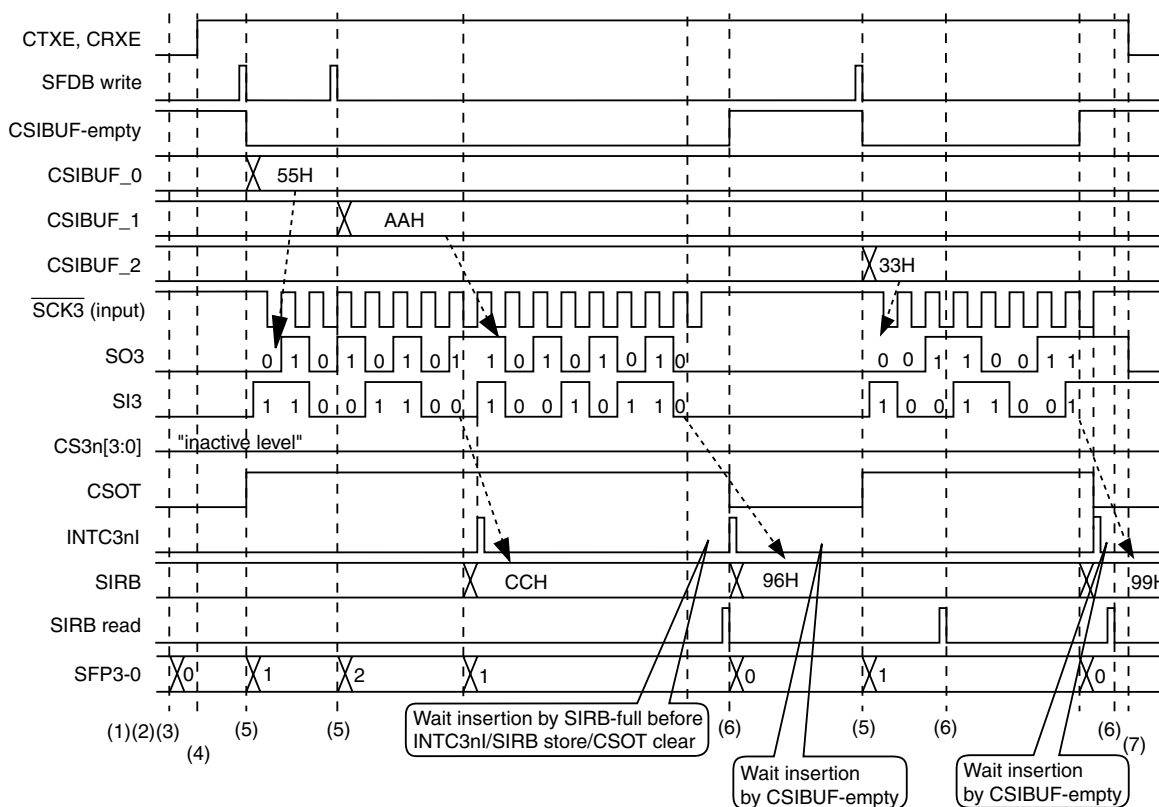 CTXE, CRXE
SFDB write
CSIBUF-empty
CSIBUF_0 55H
CSIBUF_1 AAH
CSIBUF_2 33H
SCK3 (input)
SO3 0 1 0 1 0 1 0 1 1 0 1 0 1 0 1 0 0 0 1 1 0 0 1 1
SI3 1 1 0 0 1 1 0 0 1 0 0 1 0 1 1 0 1 0 0 1 1 0 0 1
CS3n[3:0] "inactive level"
CSOT
INTC3nI
SIRB CCH 96H 99H
SIRB read
SFP3-0 0 1 2 1 0 1 0
(1)(2)(3) (4) (5) (5) (6) (5) (6) (6) (7)
Wait insertion by SIRB-full before
INTC3nI/SIRB store/CSOT clear
Wait insertion
by CSIBUF-empty
Wait insertion
by CSIBUF-empty